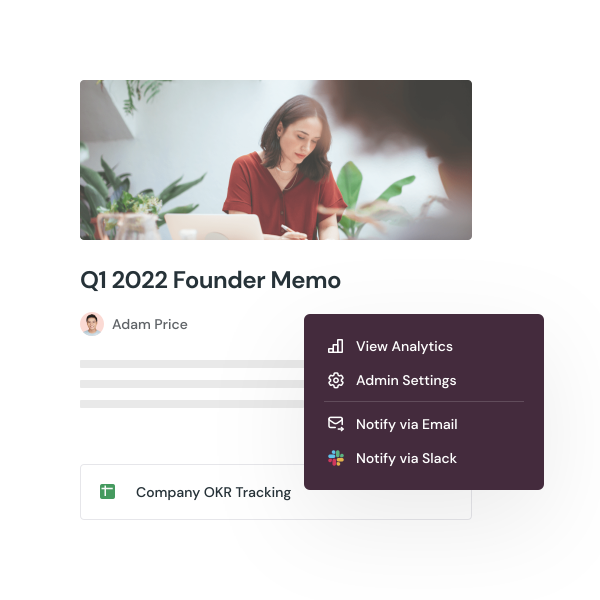 Q1 2022 Founder Memo
Adam Price
View Analytics
Admin Settings
Notify via Email
Notify via Slack
Company OKR Tracking